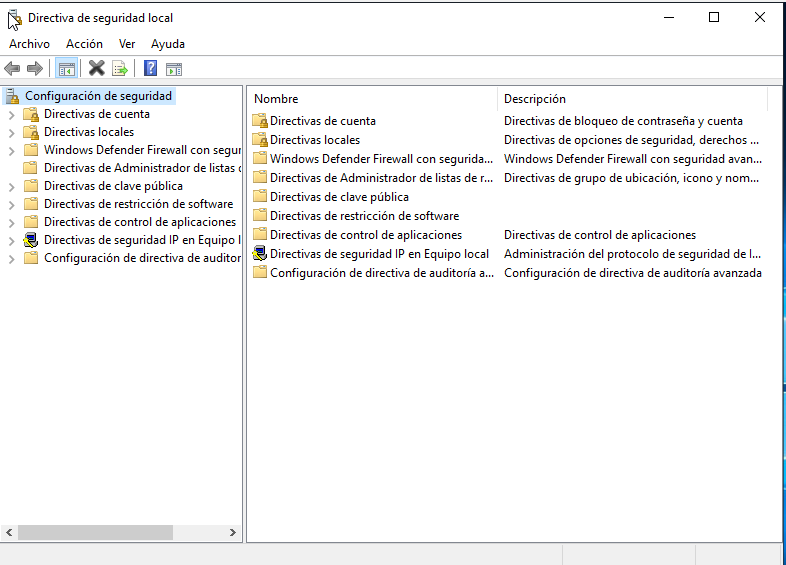 Directiva de seguridad local
Archivo Acción Ver Ayuda
Configuración de seguridad
Directivas de cuenta
Directivas locales
Windows Defender Firewall con segur
Directivas de Administrador de listas d
Directivas de clave pública
Directivas de restricción de software
Directivas de control de aplicaciones
Directivas de seguridad IP en Equipo l
Configuración de directiva de auditor
Nombre Descripción
Directivas de cuenta Directivas de bloqueo de contraseña y cuenta
Directivas locales Directivas de opciones de seguridad, derechos ...
Windows Defender Firewall con segurida... Windows Defender Firewall con seguridad avan...
Directivas de Administrador de listas de r... Directivas de grupo de ubicación, icono y nom...
Directivas de clave pública
Directivas de restricción de software
Directivas de control de aplicaciones Directivas de control de aplicaciones
Directivas de seguridad IP en Equipo local Administración del protocolo de seguridad de I...
Configuración de directiva de auditoría a... Configuración de directiva de auditoría avanzada